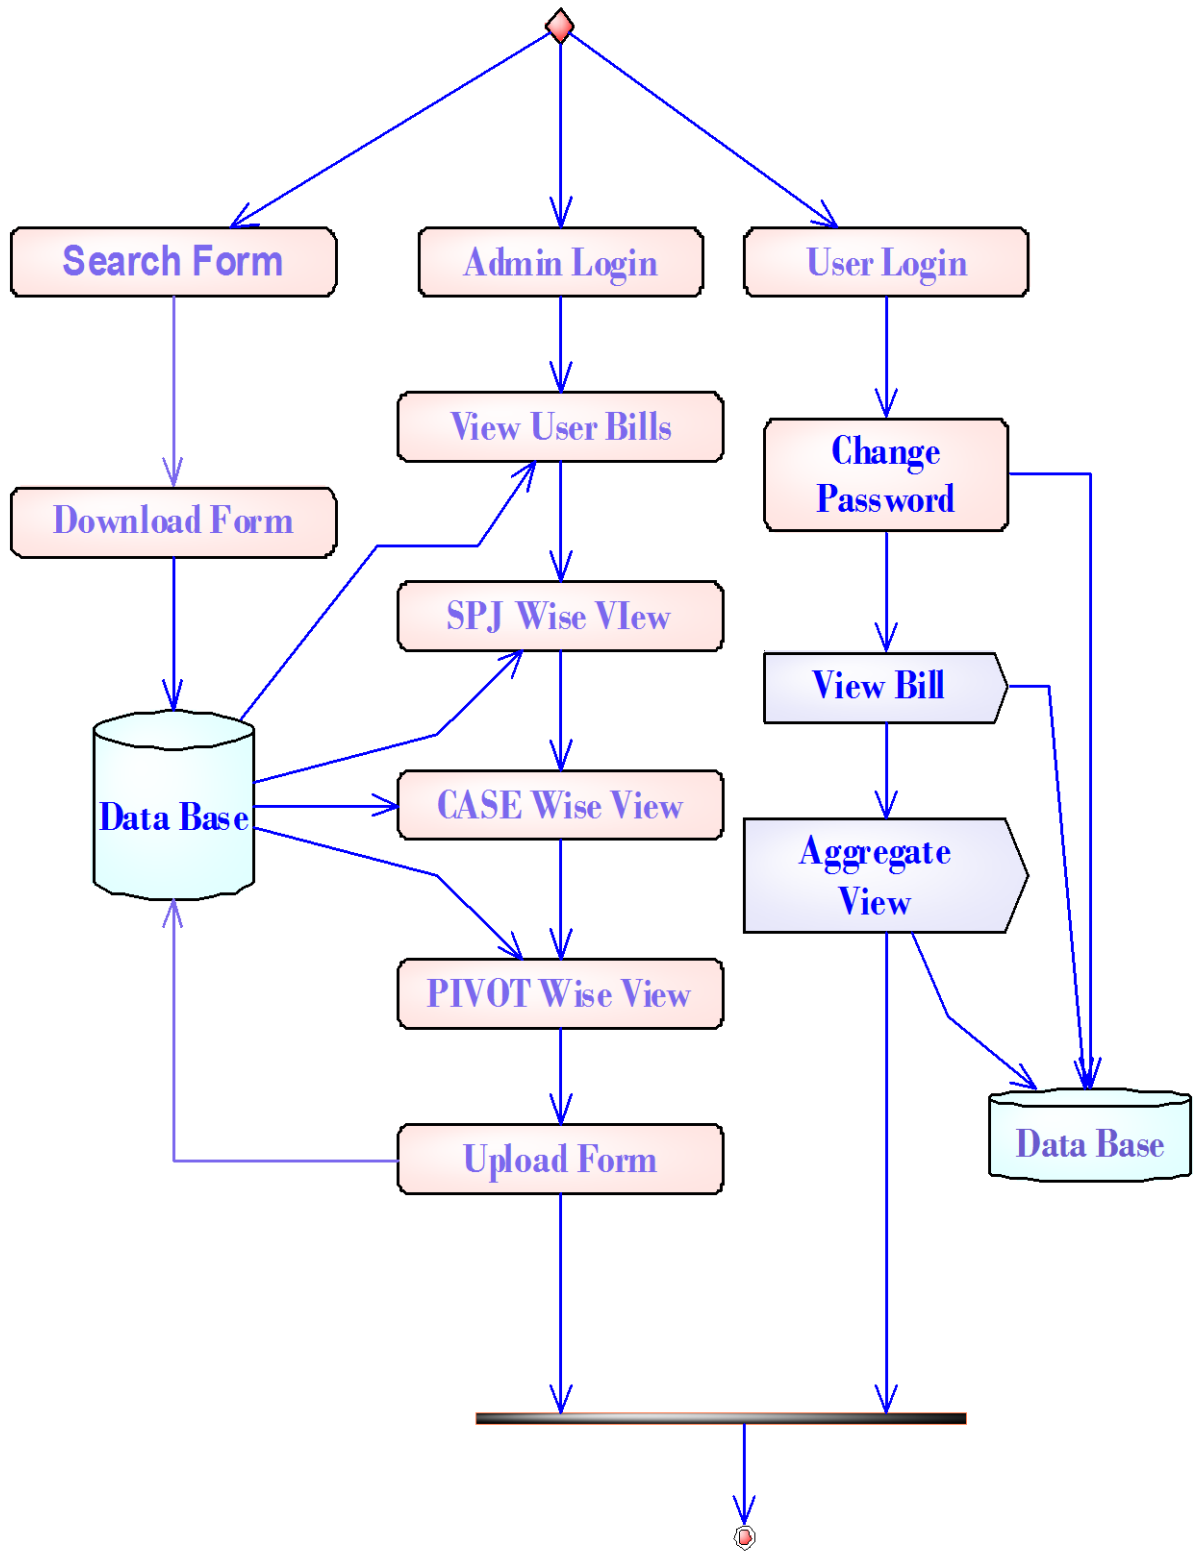 Search Form
Admin Login
User Login
View User Bills
Change
Password
Download Form
SPJ Wise VIew
View Bill
Data Base
CASE Wise View
Aggregate
View
PIVOT Wise View
Upload Form
Data Base